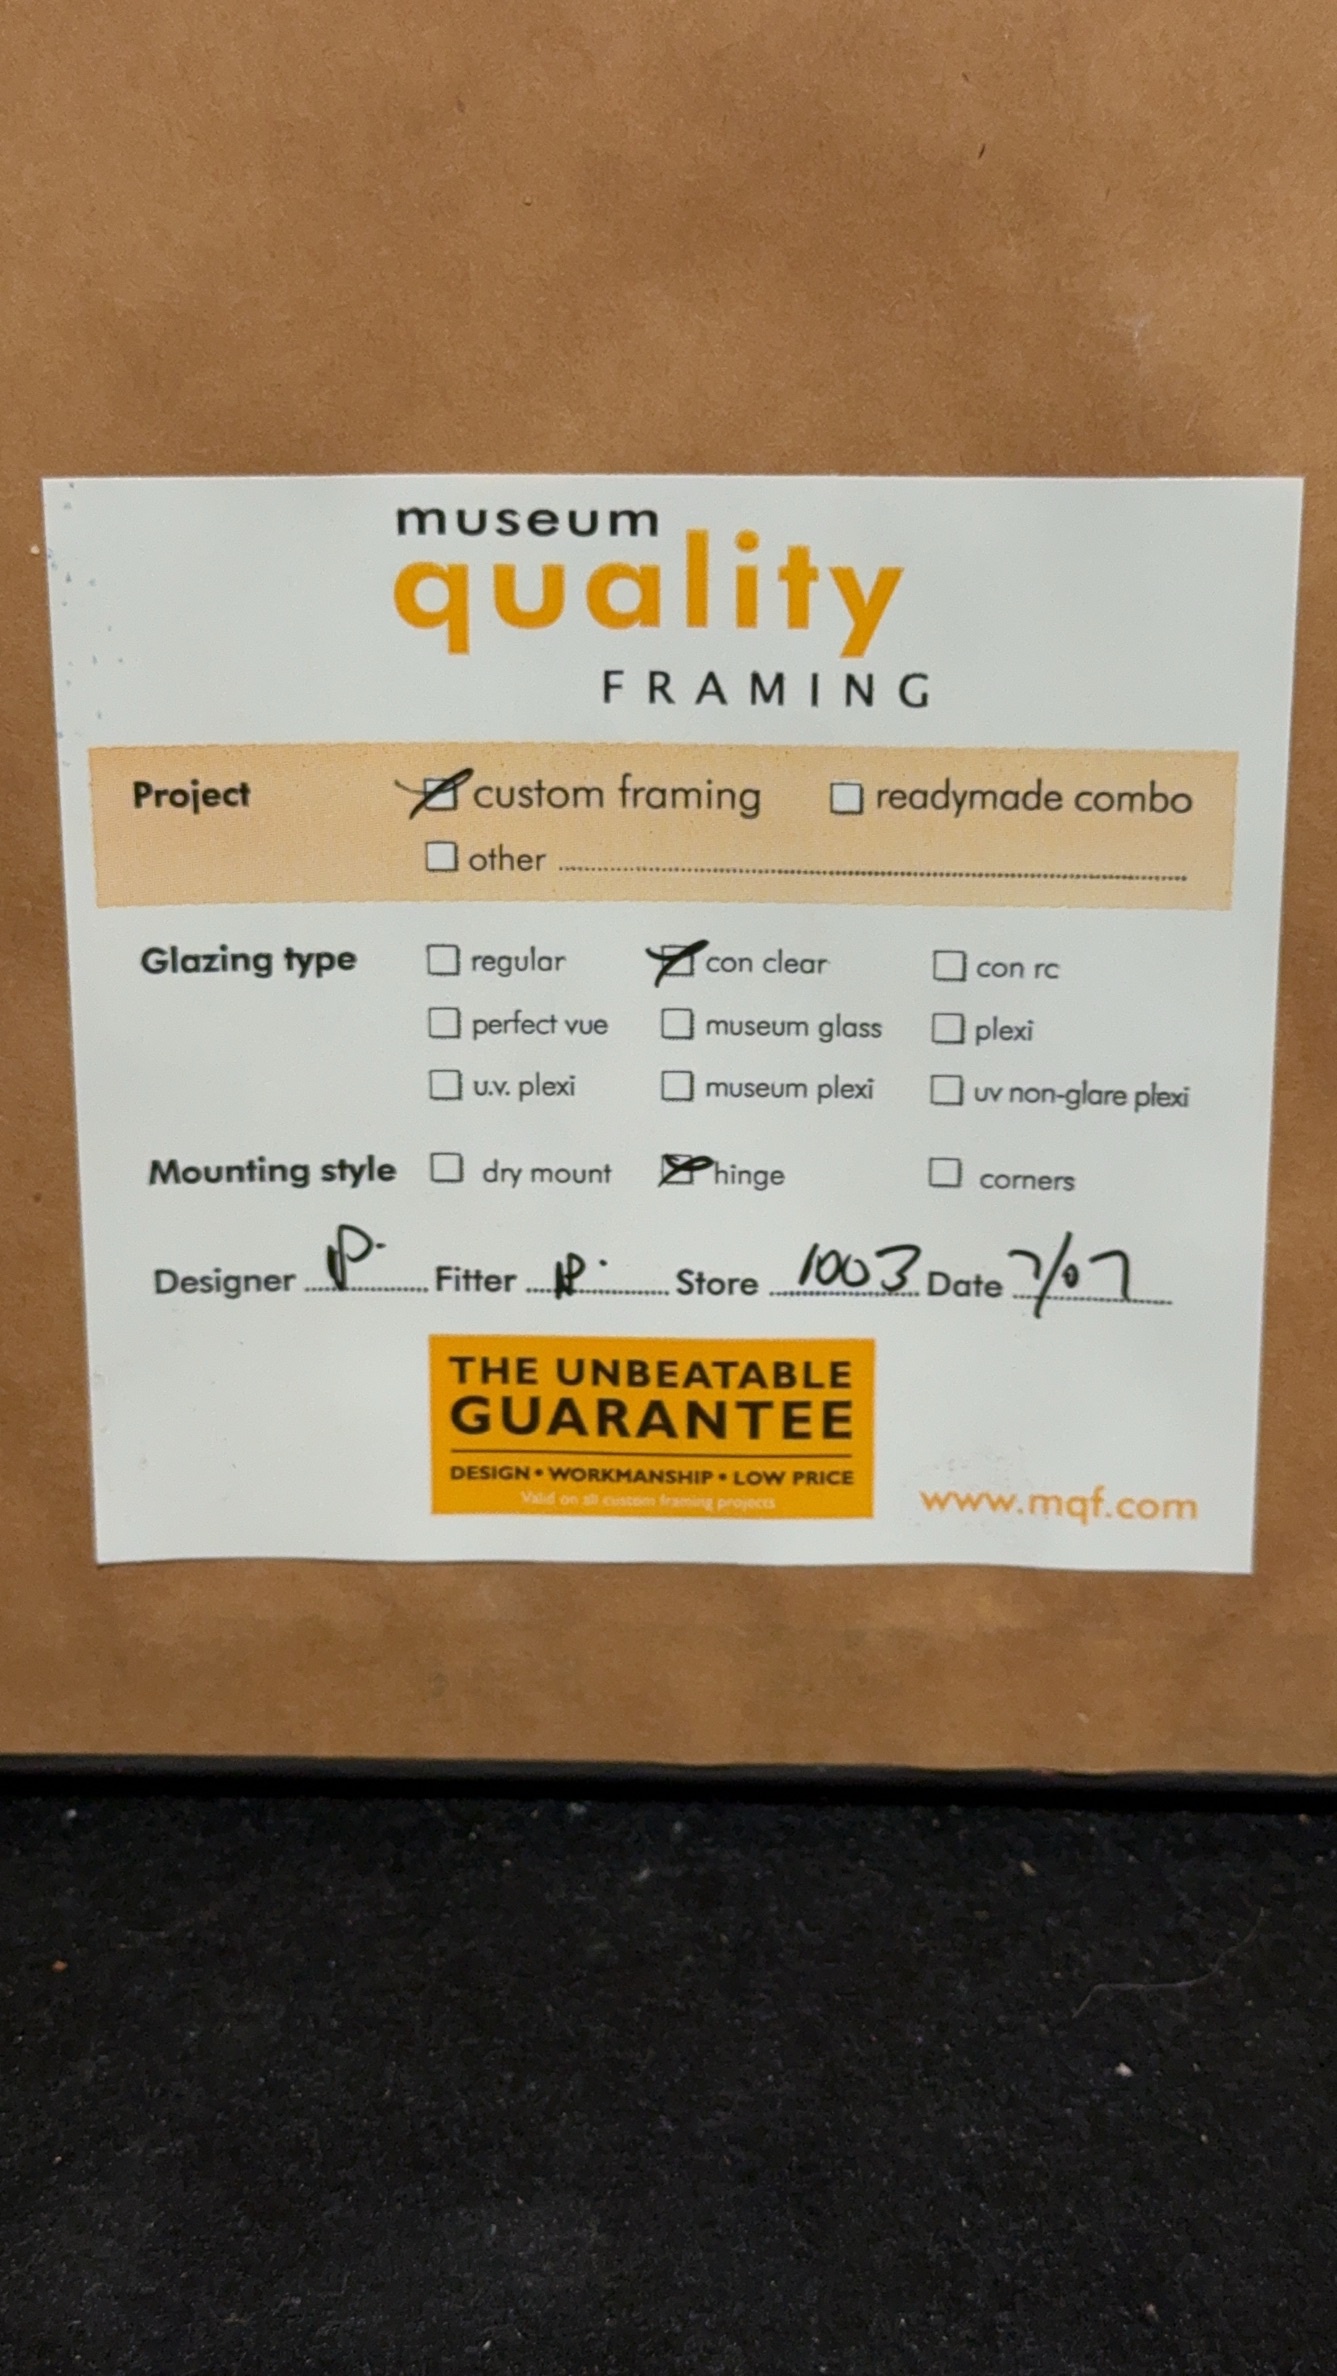 museum
quality
FRAMING
Project custom framing readymade combo
other
Glazing type regular con clear con rc
perfect vue museum glass plexi
u.v. plexi museum plexi uv non-glare plexi
Mounting style dry mount hinge corners
Designer P. Fitter P. Store 1003 Date 7/07
THE UNBEATABLE
GUARANTEE
DESIGN • WORKMANSHIP • LOW PRICE
Valid on all custom framing projects
www.mqf.com